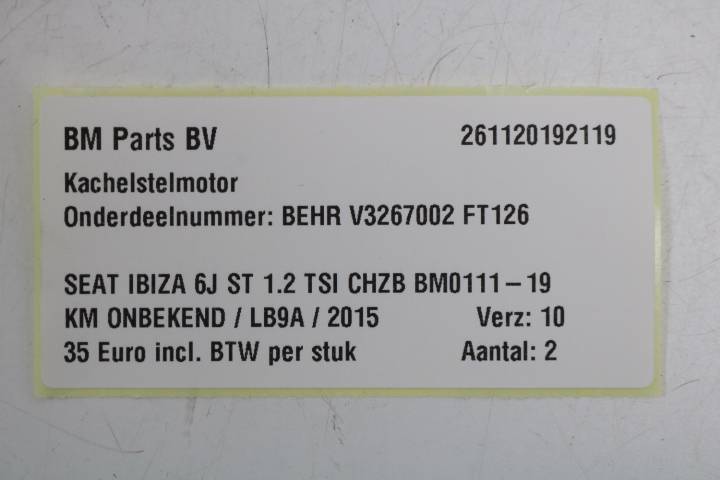 BM Parts BV 261120192119
Kachelstelmotor
Onderdeelnummer: BEHR V3267002 FT126
SEAT IBIZA 6J ST 1.2 TSI CHZB BM0111–19
KM ONBEKEND / LB9A / 2015 Verz: 10
35 Euro incl. BTW per stuk Aantal: 2